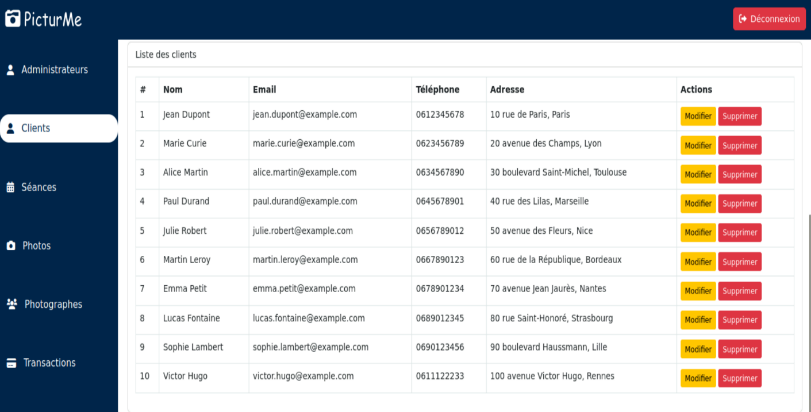 PicturMe
Déconnexion
Administrateurs
Clients
Séances
Photos
Photographes
Transactions
Liste des clients
# Nom Email Téléphone Adresse Actions
1 Jean Dupont jean.dupont@example.com 0612345678 10 rue de Paris, Paris Modifier Supprimer
2 Marie Curie marie.curie@example.com 0623456789 20 avenue des Champs, Lyon Modifier Supprimer
3 Alice Martin alice.martin@example.com 0634567890 30 boulevard Saint-Michel, Toulouse Modifier Supprimer
4 Paul Durand paul.durand@example.com 0645678901 40 rue des Lilas, Marseille Modifier Supprimer
5 Julie Robert julie.robert@example.com 0656789012 50 avenue des Fleurs, Nice Modifier Supprimer
6 Martin Leroy martin.leroy@example.com 0667890123 60 rue de la République, Bordeaux Modifier Supprimer
7 Emma Petit emma.petit@example.com 0678901234 70 avenue Jean Jaurès, Nantes Modifier Supprimer
8 Lucas Fontaine lucas.fontaine@example.com 0689012345 80 rue Saint-Honoré, Strasbourg Modifier Supprimer
9 Sophie Lambert sophie.lambert@example.com 0690123456 90 boulevard Haussmann, Lille Modifier Supprimer
10 Victor Hugo victor.hugo@example.com 0611122233 100 avenue Victor Hugo, Rennes Modifier Supprimer